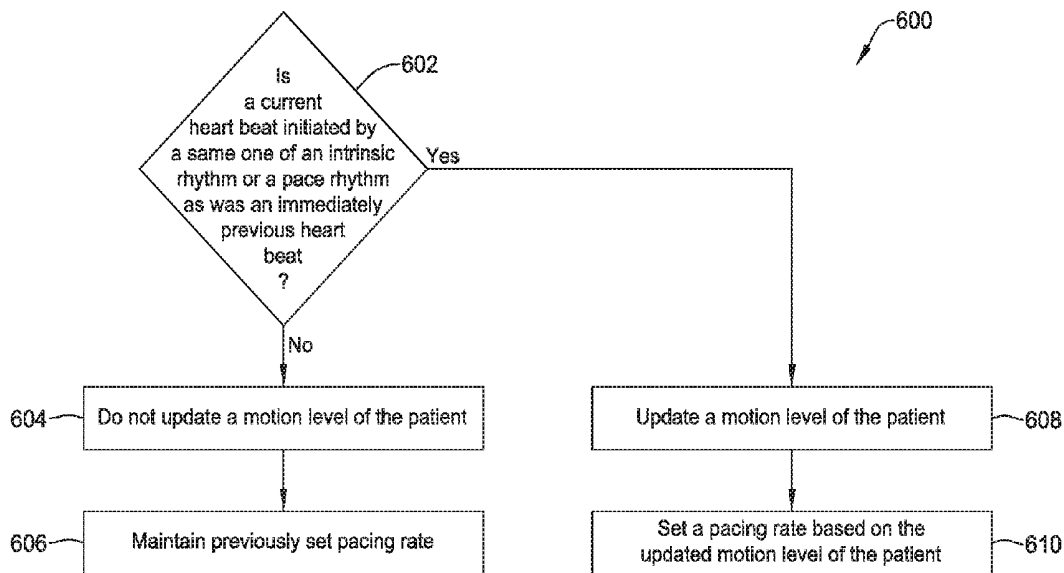 600
602
Is
a current
heart beat initiated by
a same one of an intrinsic
rhythm or a pace rhythm
as was an immediately
previous heart
beat
?
Yes
No
604
Do not update a motion level of the patient
Update a motion level of the patient
608
606
Maintain previously set pacing rate
Set a pacing rate based on the
updated motion level of the patient
610